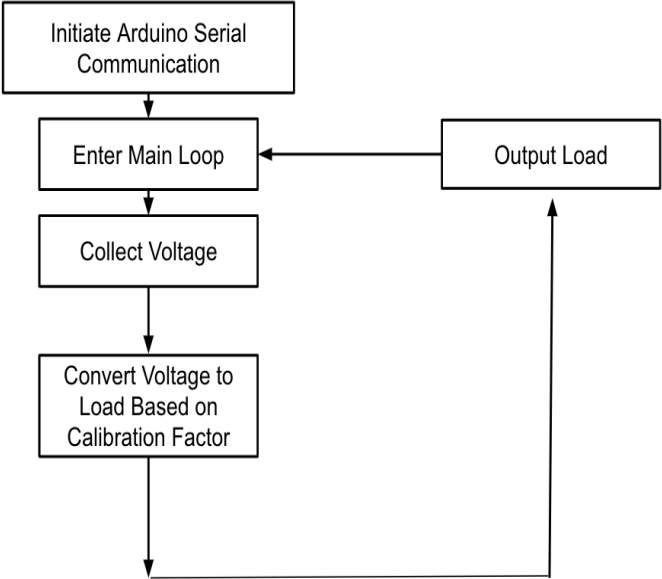 Initiate Arduino Serial
Communication
Enter Main Loop
Output Load
Collect Voltage
Convert Voltage to
Load Based on
Calibration Factor